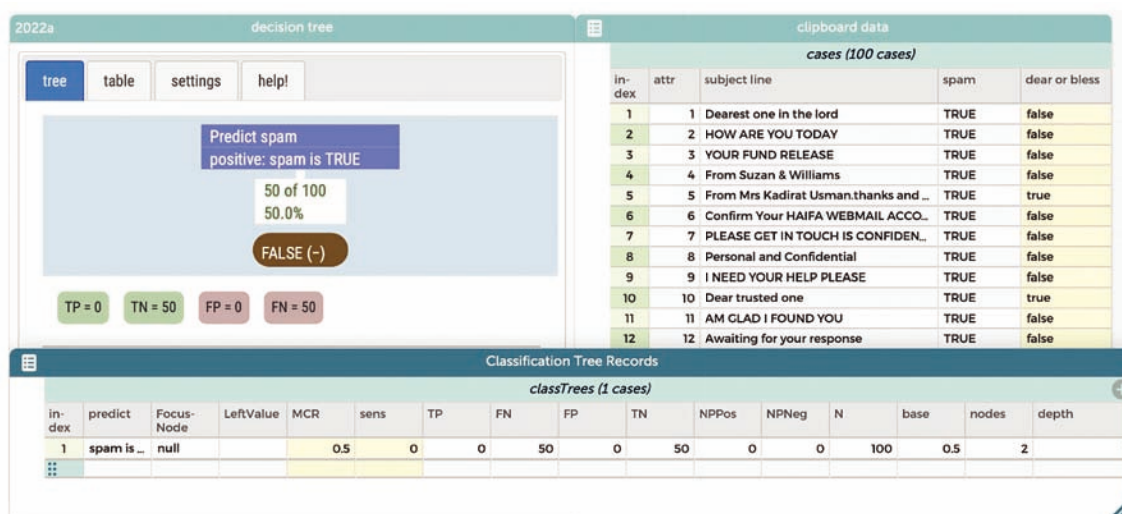 2022a decision tree
tree table settings help!
Predict spam
positive: spam is TRUE
50 of 100
50.0%
FALSE (−)
TP = 0 TN = 50 FP = 0 FN = 50
clipboard data
cases (100 cases)
in-dex attr subject line spam dear or bless
1 1 Dearest one in the lord TRUE false
2 2 HOW ARE YOU TODAY TRUE false
3 3 YOUR FUND RELEASE TRUE false
4 4 From Suzan & Williams TRUE false
5 5 From Mrs Kadirat Usman.thanks and ... TRUE true
6 6 Confirm Your HAIFA WEBMAIL ACCO... TRUE false
7 7 PLEASE GET IN TOUCH IS CONFIDEN... TRUE false
8 8 Personal and Confidential TRUE false
9 9 I NEED YOUR HELP PLEASE TRUE false
10 10 Dear trusted one TRUE true
11 11 AM GLAD I FOUND YOU TRUE false
12 12 Awaiting for your response TRUE false
Classification Tree Records
classTrees (1 cases)
in-dex predict Focus-Node LeftValue MCR sens TP FN FP TN NPPos NPNeg N base nodes depth
1 spam is ... null 0.5 0 0 50 0 50 0 0 100 0.5 2